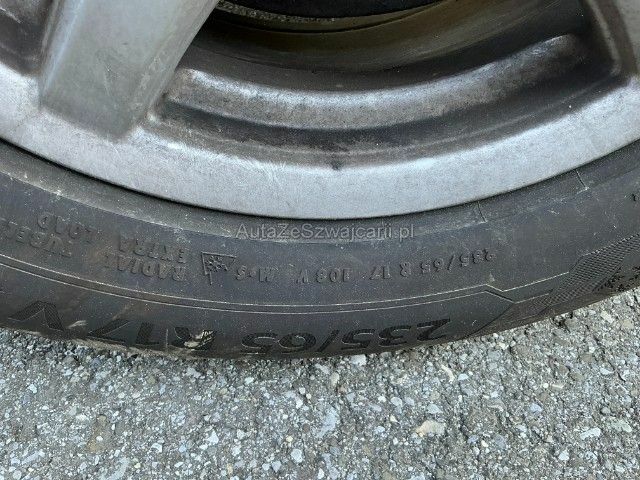 AutaZeSzwajcarii.pl
235/65 R 17 108 V M+S
RADIAL
EXTRA LOAD
235/65 R17 V